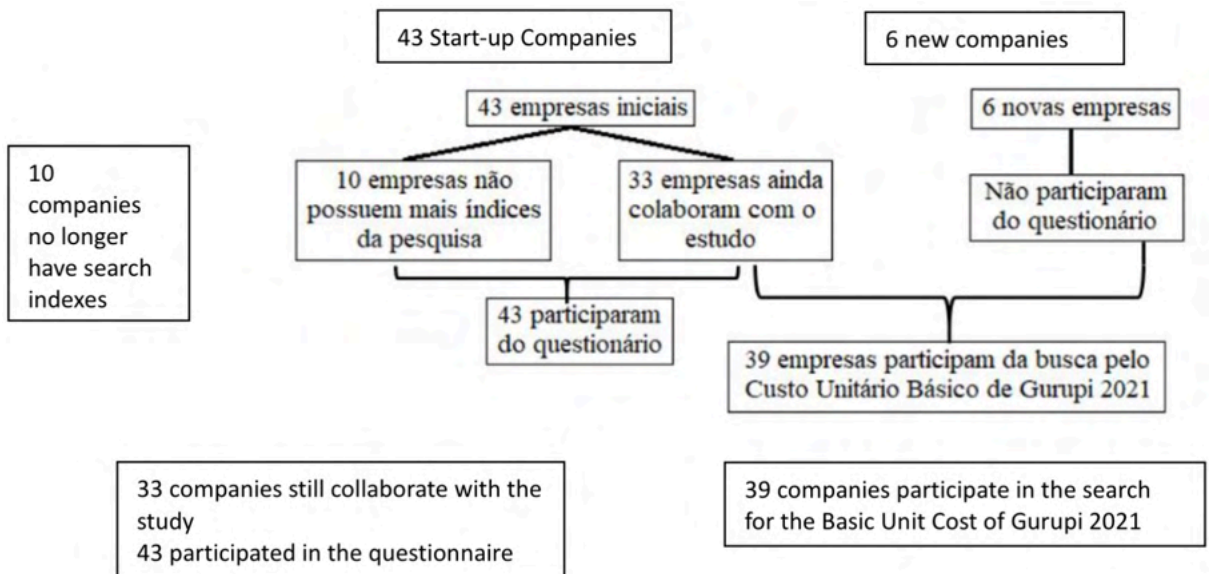 43 Start-up Companies
6 new companies
43 empresas iniciais
6 novas empresas
10
companies
no longer
have search
indexes
10 empresas não
possuem mais índices
da pesquisa
33 empresas ainda
colaboram com o
estudo
Não participaram
do questionário
43 participaram
do questionário
39 empresas participam da busca pelo
Custo Unitário Básico de Gurupi 2021
33 companies still collaborate with the
study
43 participated in the questionnaire
39 companies participate in the search
for the Basic Unit Cost of Gurupi 2021